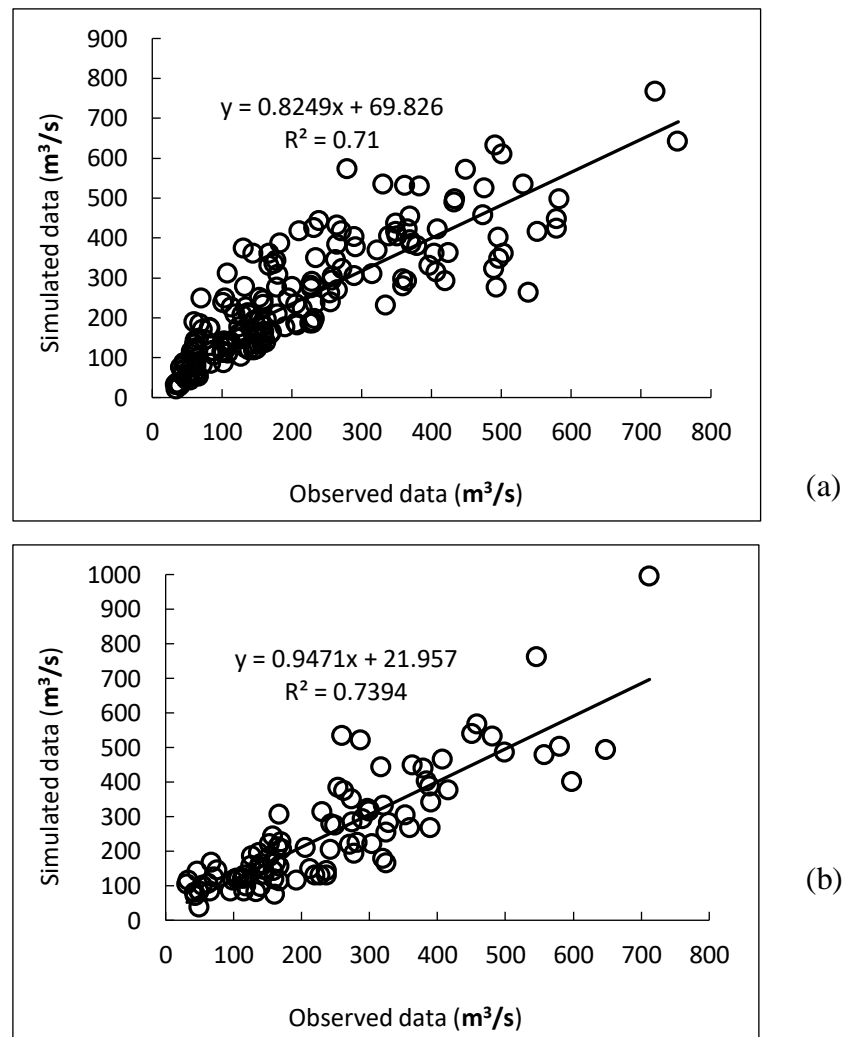 900
800
700
600
500
400
300
200
100
0
y = 0.8249x + 69.826
R² = 0.71
Simulated data (m³/s)
0 100 200 300 400 500 600 700 800
Observed data (m³/s)
(a)
1000
900
800
700
600
500
400
300
200
100
0
y = 0.9471x + 21.957
R² = 0.7394
Simulated data (m³/s)
0 100 200 300 400 500 600 700 800
Observed data (m³/s)
(b)